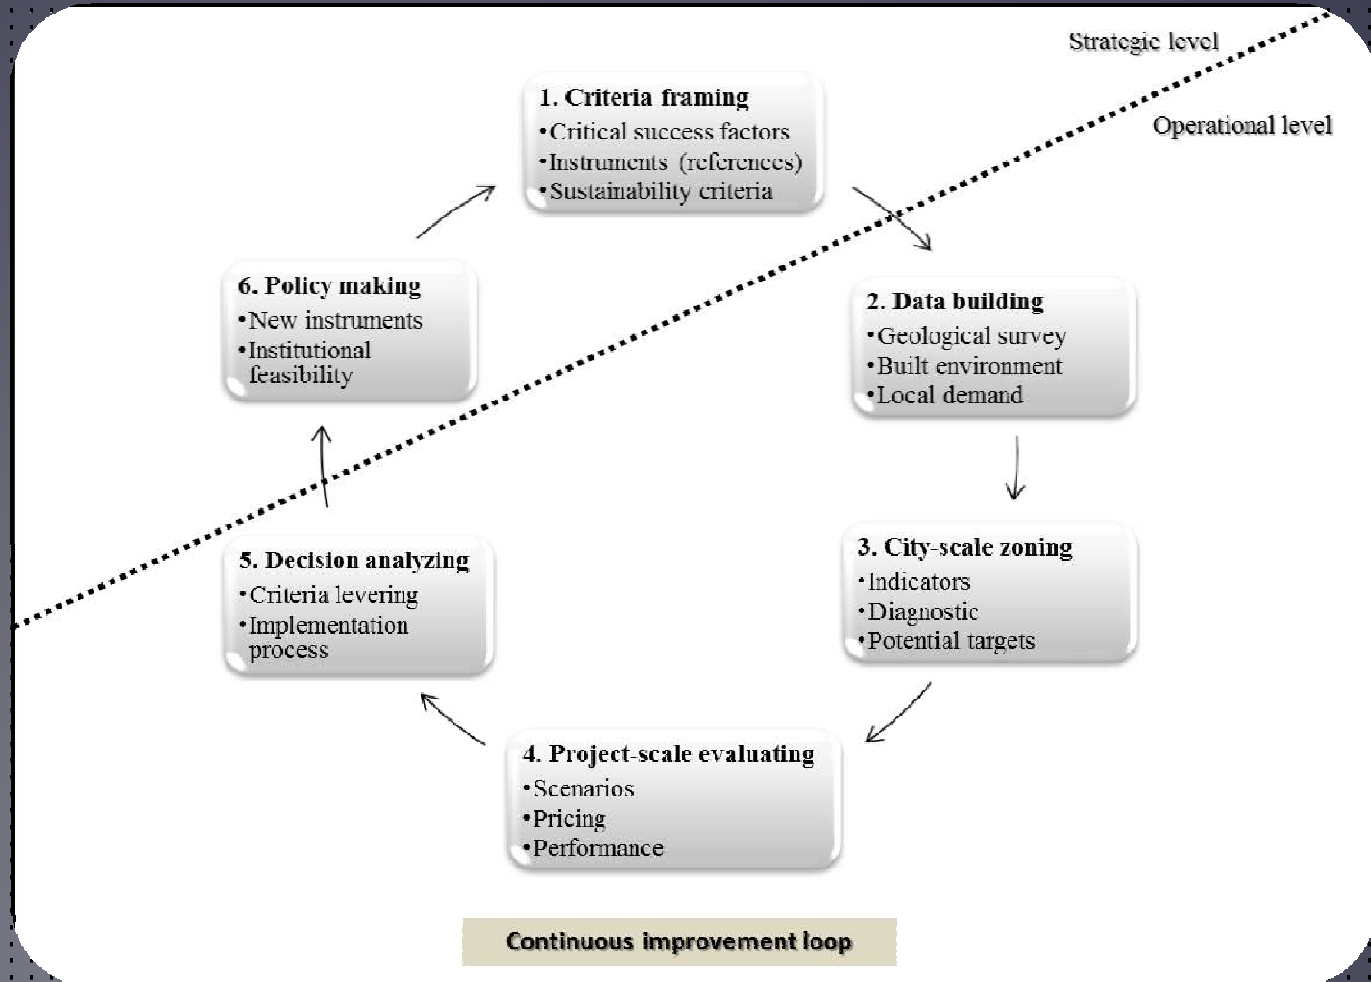 Strategic level
Operational level
1. Criteria framing
•Critical success factors
•Instruments (references)
•Sustainability criteria
2. Data building
•Geological survey
•Built environment
•Local demand
3. City-scale zoning
•Indicators
•Diagnostic
•Potential targets
4. Project-scale evaluating
•Scenarios
•Pricing
•Performance
5. Decision analyzing
•Criteria levering
•Implementation
process
6. Policy making
•New instruments
•Institutional
feasibility
Continuous improvement loop